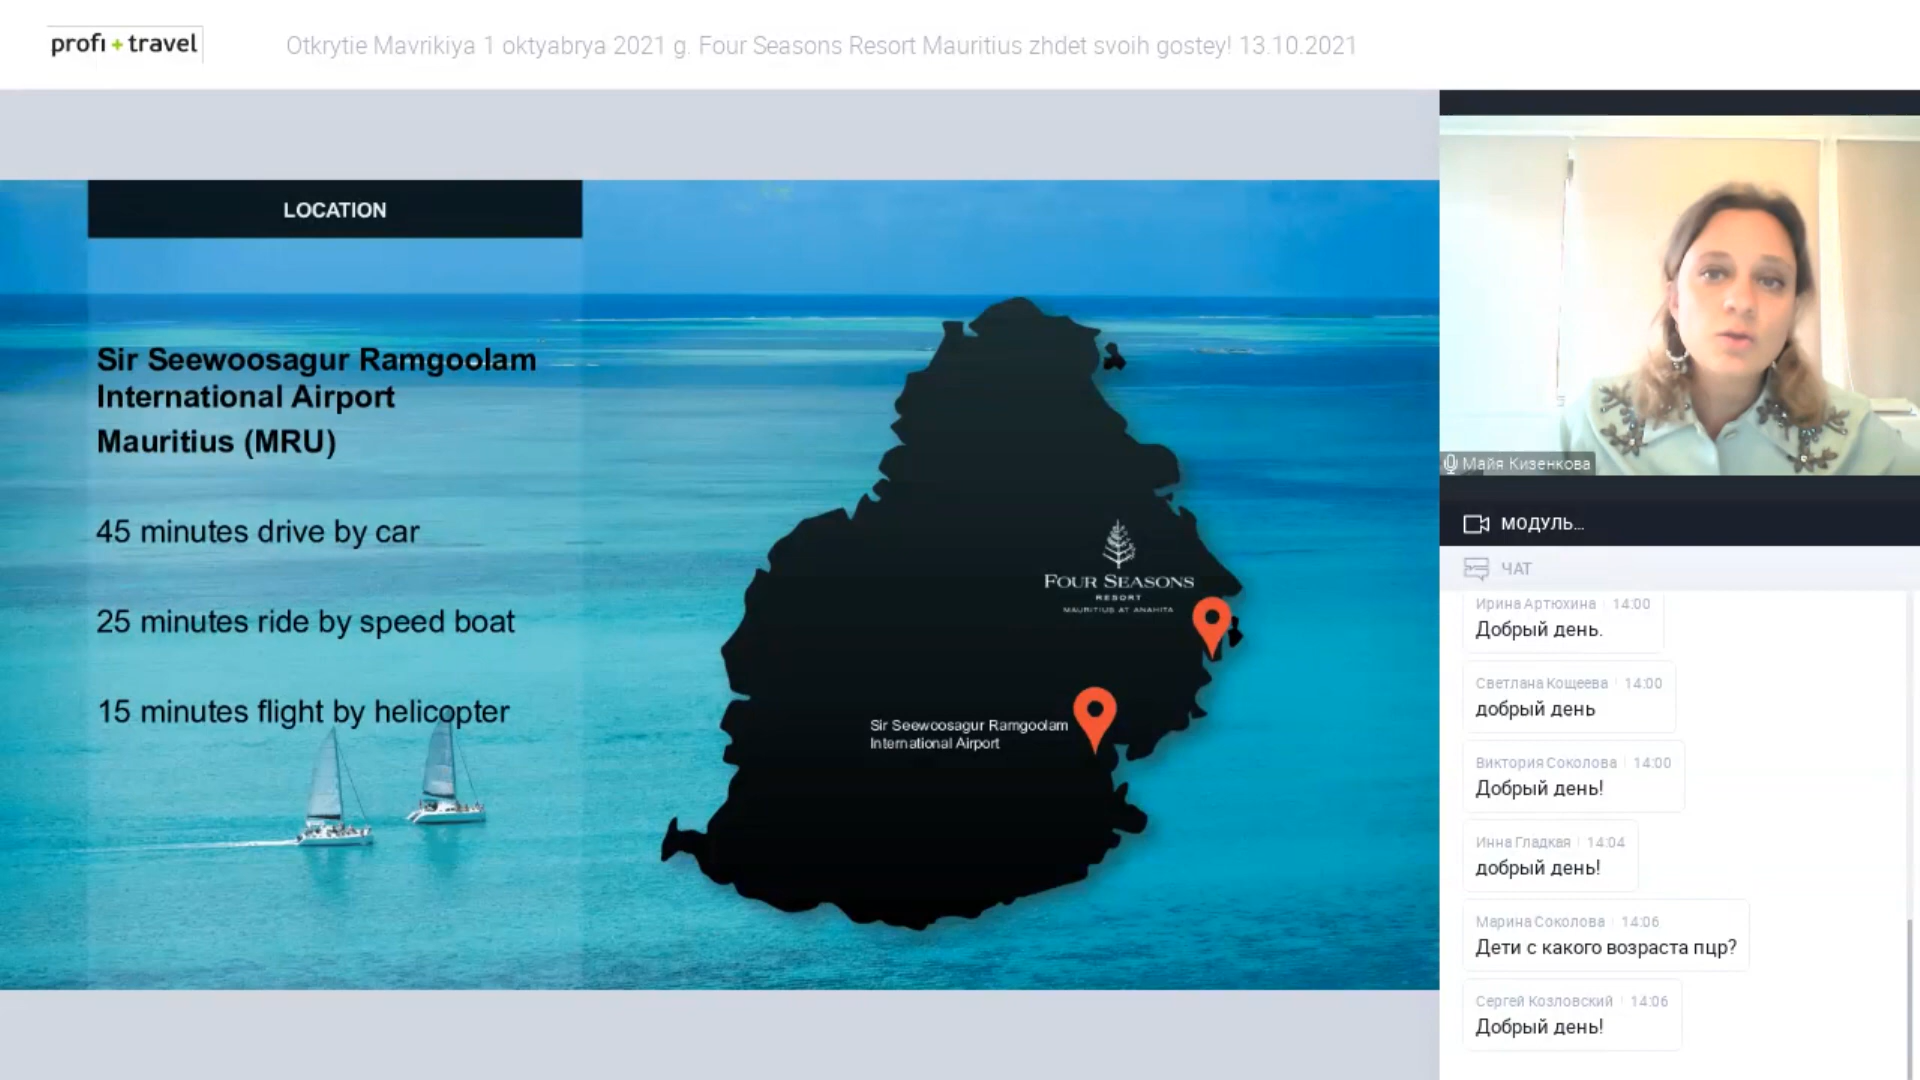 profi + travel
Otkrytie Mavrikiya 1 oktyabrya 2021 g. Four Seasons Resort Mauritius zhdet svoih gostey! 13.10.2021
LOCATION
Sir Seewoosagur Ramgoolam
International Airport
Mauritius (MRU)
45 minutes drive by car
25 minutes ride by speed boat
15 minutes flight by helicopter
FOUR SEASONS
RESORT
MAURITIUS AT ANAHITA
Sir Seewoosagur Ramgoolam
International Airport
Майя Кизенкова
МОДУЛЬ...
ЧАТ
Ирина Артюхина 14:00
Добрый день.
Светлана Кощеева 14:00
добрый день
Виктория Соколова 14:00
Добрый день!
Инна Гладкая 14:04
добрый день!
Марина Соколова 14:06
Дети с какого возраста пцр?
Сергей Козловский 14:06
Добрый день!